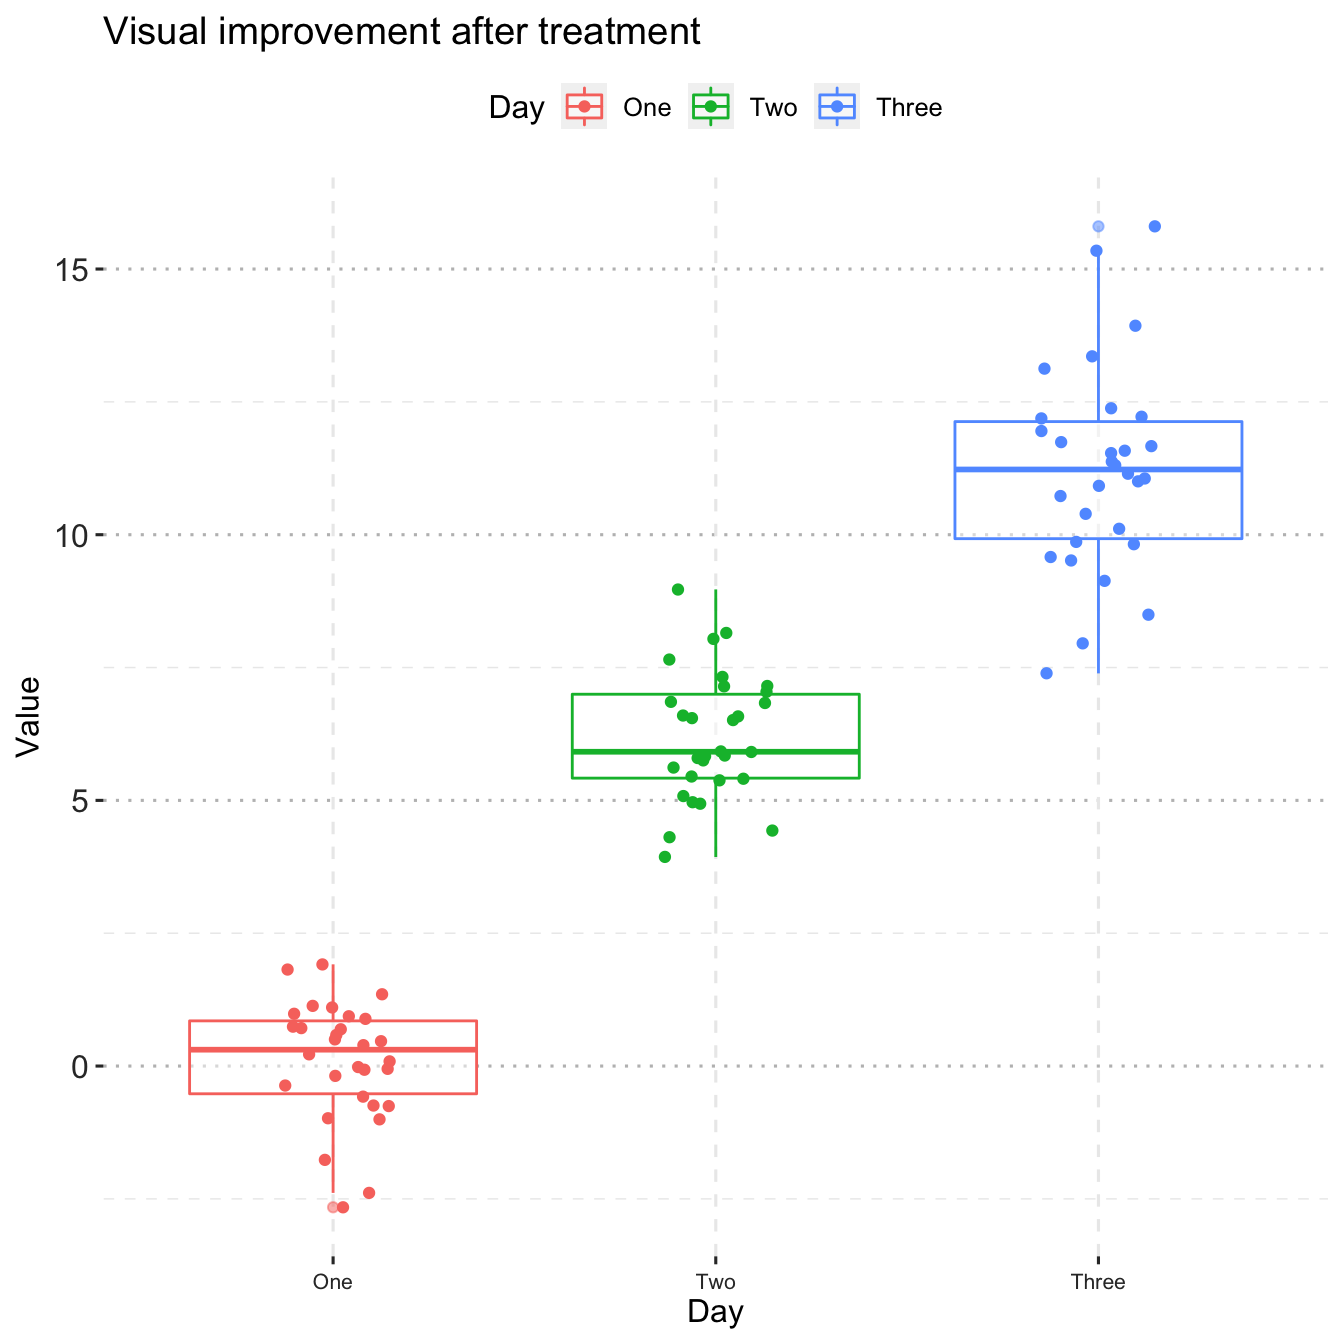 Visual improvement after treatment
Day One Two Three
15
10
5
0
Value
One Two Three
Day